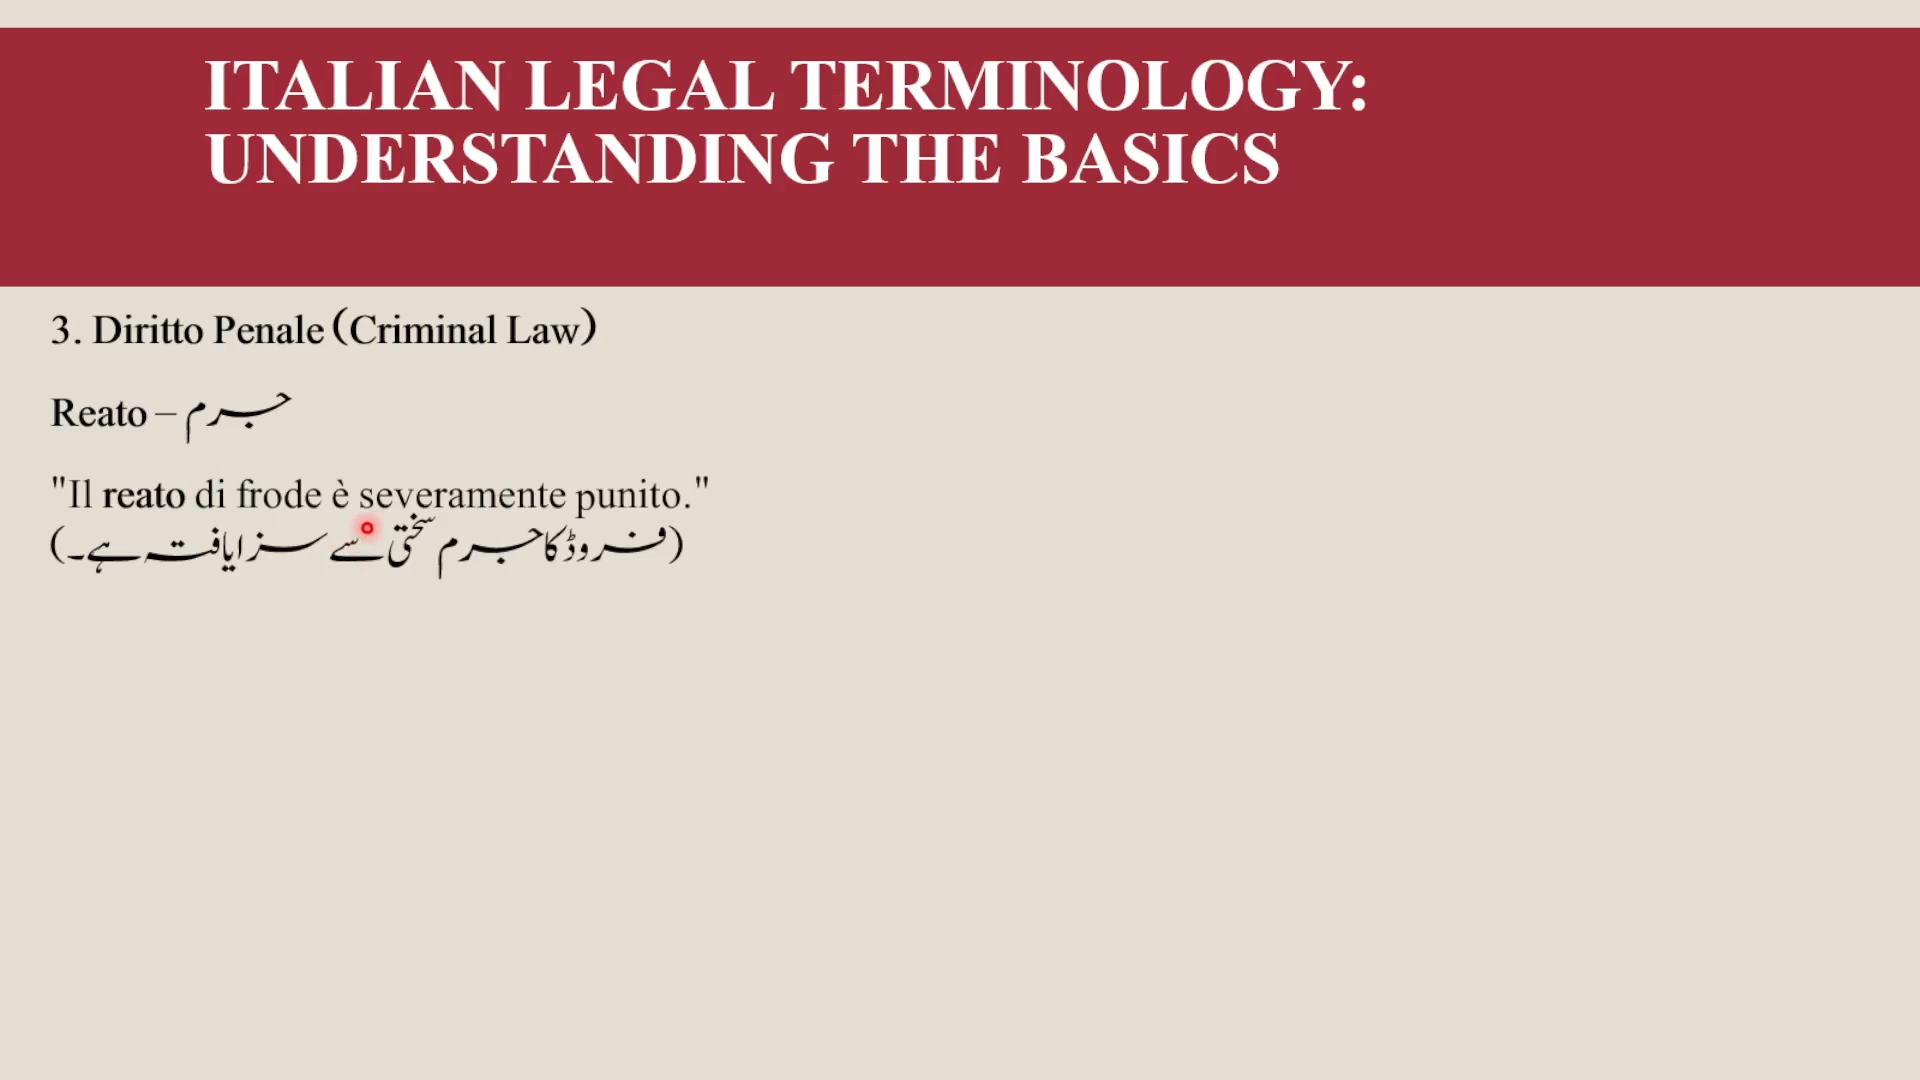 ITALIAN LEGAL TERMINOLOGY:
UNDERSTANDING THE BASICS
3. Diritto Penale (Criminal Law)
Reato – جرم
"Il reato di frode è severamente punito."
(فروڈ کا جرم سختی سے سزا یافتہ ہے۔)